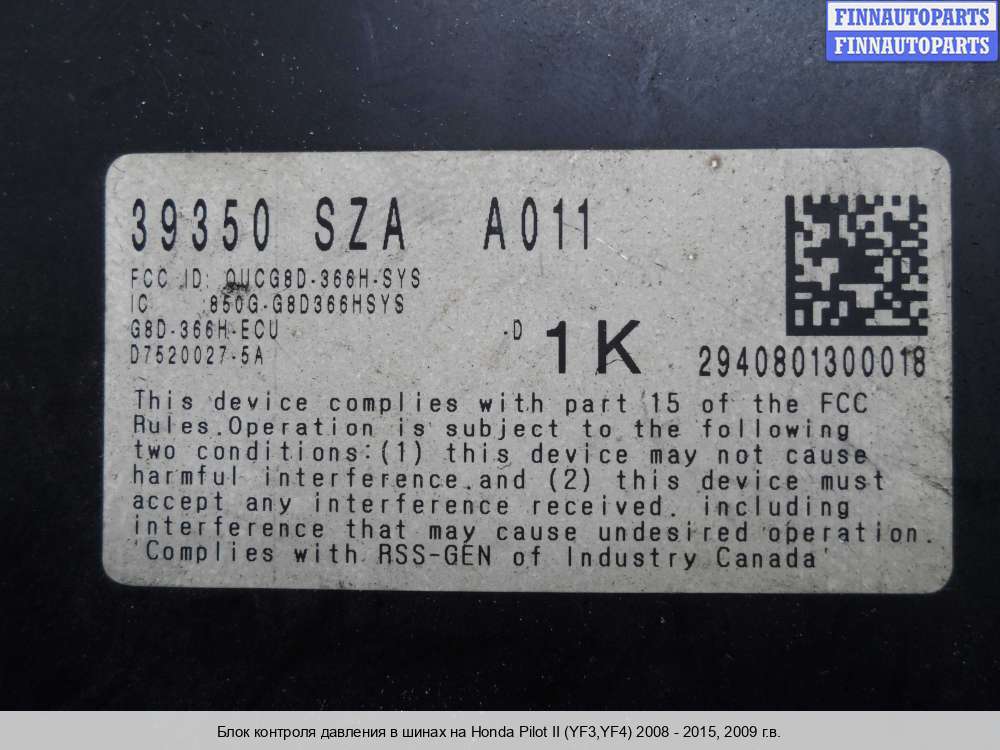 FINNAUTOPARTS
FINNAUTOPARTS
39350 SZA A011
FCC ID: OUCG8D-366H-SYS
IC 850G-G8D366HSYS
G8D-366H-ECU
D7520027-5A
-D 1K
2940801300018
This device complies with part 15 of the FCC
Rules.Operation is subject to the following
two conditions:(1) this device may not cause
harmful interference.and (2) this device must
accept any interference received. including
interference that may cause undesired operation.
'Complies with RSS-GEN of Industry Canada'
Блок контроля давления в шинах на Honda Pilot II (YF3,YF4) 2008 - 2015, 2009 г.в.